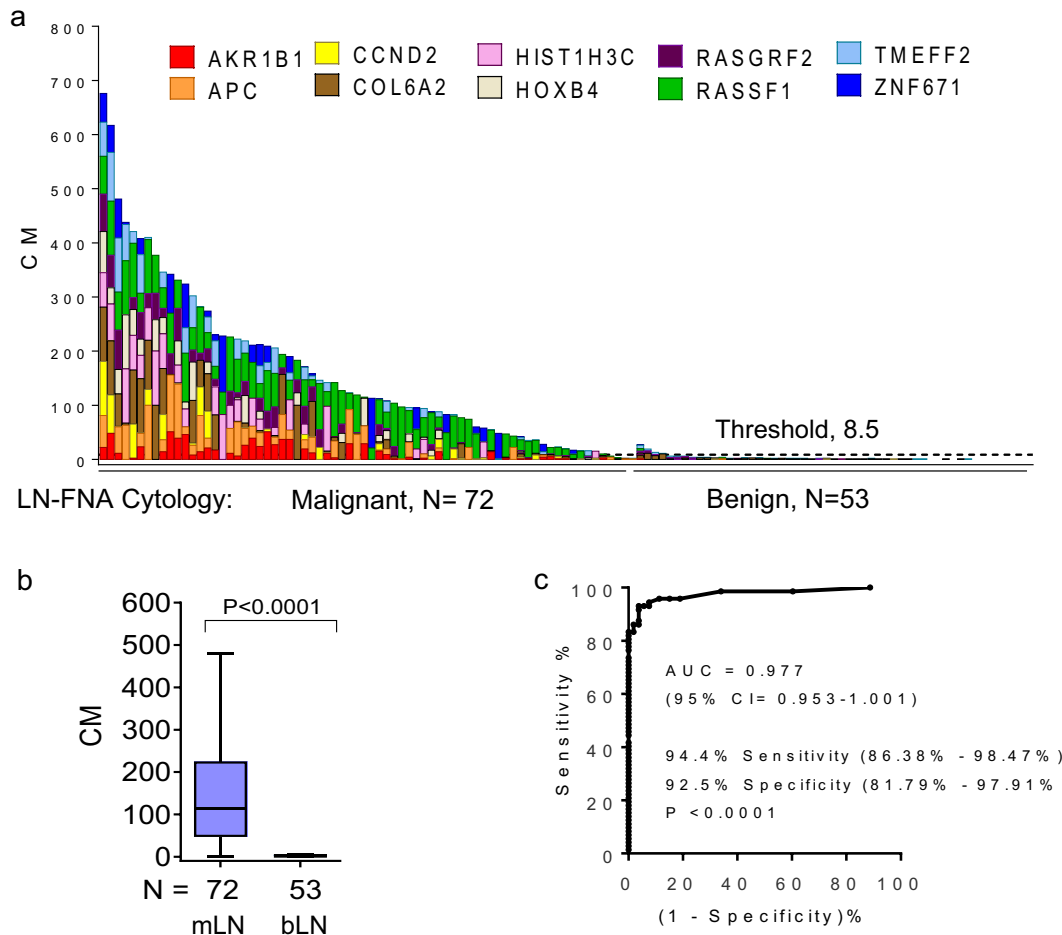 a
800
700
600
500
400
300
200
100
0
CM
AKR1B1
CCND2
HIST1H3C
RASGRF2
TMEFF2
APC
COL6A2
HOXB4
RASSF1
ZNF671
Threshold, 8.5
LN-FNA Cytology: Malignant, N= 72 Benign, N=53
b
P<0.0001
600
500
400
300
200
100
0
CM
N = 72 53
mLN bLN
c
100
80
60
40
20
0
Sensitivity %
AUC = 0.977
(95% CI= 0.953-1.001)
94.4% Sensitivity (86.38% - 98.47%)
92.5% Specificity (81.79% - 97.91%
P <0.0001
0 20 40 60 80 100
(1 - Specificity)%